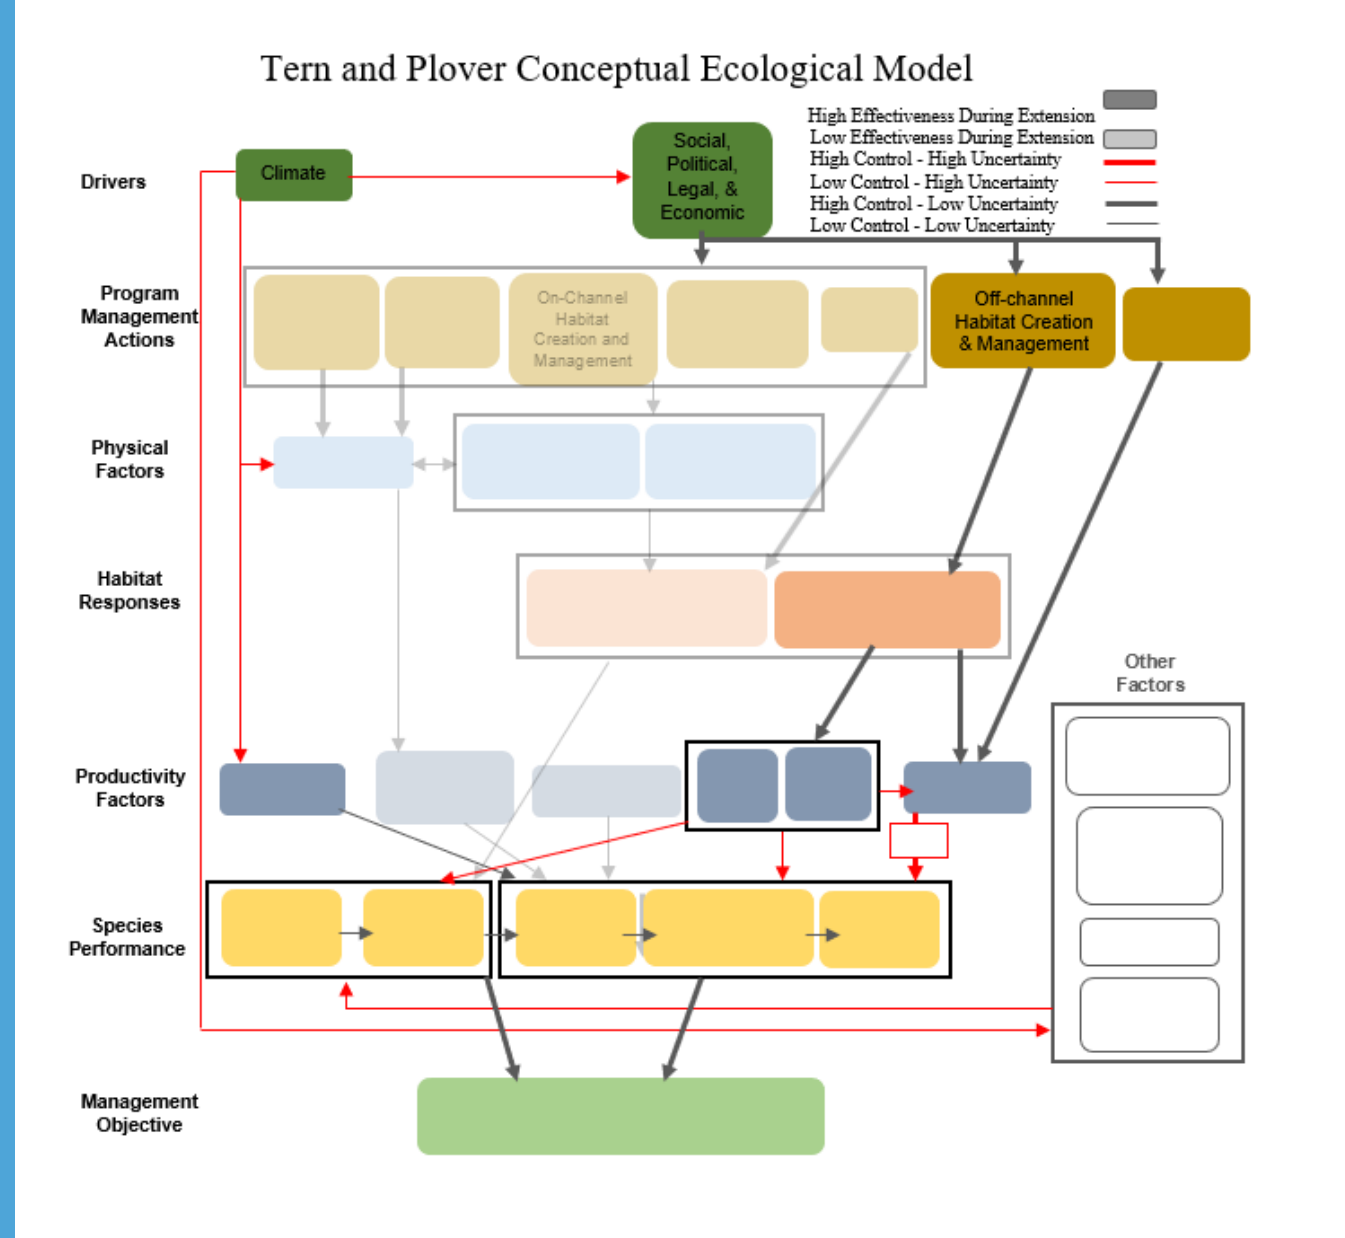 Tern and Plover Conceptual Ecological Model
High Effectiveness During Extension
Low Effectiveness During Extension
High Control - High Uncertainty
Low Control - High Uncertainty
High Control - Low Uncertainty
Low Control - Low Uncertainty
Drivers
Climate
Social,
Political,
Legal, &
Economic
Program
Management
Actions
On-Channel
Habitat
Creation and
Management
Off-channel
Habitat Creation
& Management
Physical
Factors
Habitat
Responses
Other
Factors
Productivity
Factors
Species
Performance
Management
Objective